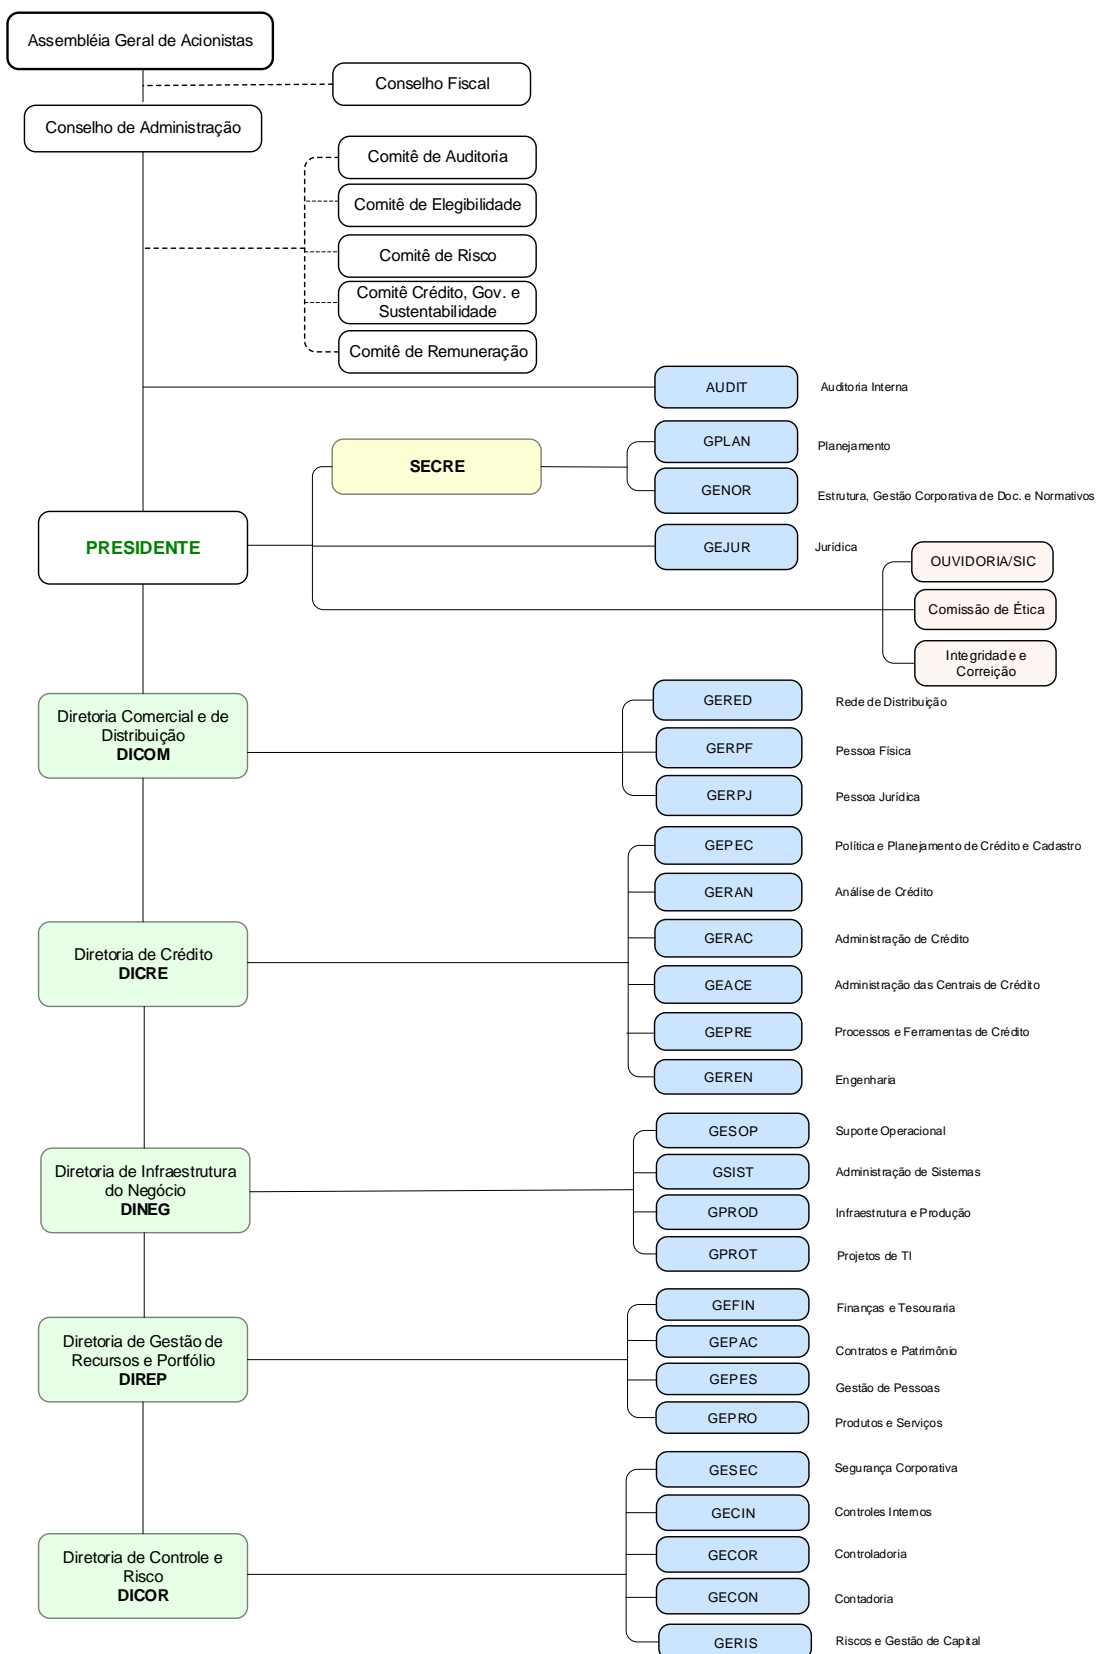 Assembléia Geral de Acionistas
Conselho Fiscal
Conselho de Administração
Comitê de Auditoria
Comitê de Elegibilidade
Comitê de Risco
Comitê Crédito, Gov. e
Sustentabilidade
Comitê de Remuneração
AUDIT
Auditoria Interna
GPLAN
Planejamento
SECRE
GENOR
Estrutura, Gestão Corporativa de Doc. e Normativos
PRESIDENTE
GEJUR
Jurídica
OUVIDORIA/SIC
Comissão de Ética
Integridade e
Correição
Diretoria Comercial e de
Distribuição
DICOM
GERED
Rede de Distribuição
GERPF
Pessoa Física
GERPJ
Pessoa Jurídica
Diretoria de Crédito
DICRE
GEPEC
Política e Planejamento de Crédito e Cadastro
GERAN
Análise de Crédito
GERAC
Administração de Crédito
GEACE
Administração das Centrais de Crédito
GEPRE
Processos e Ferramentas de Crédito
GEREN
Engenharia
Diretoria de Infraestrutura
do Negócio
DINEG
GESOP
Suporte Operacional
GSIST
Administração de Sistemas
GPROD
Infraestrutura e Produção
GPROT
Projetos de TI
Diretoria de Gestão de
Recursos e Portfólio
DIREP
GEFIN
Finanças e Tesouraria
GEPAC
Contratos e Patrimônio
GEPES
Gestão de Pessoas
GEPRO
Produtos e Serviços
Diretoria de Controle e
Risco
DICOR
GESEC
Segurança Corporativa
GECIN
Controles Internos
GECOR
Controladoria
GECON
Contadoria
GERIS
Riscos e Gestão de Capital